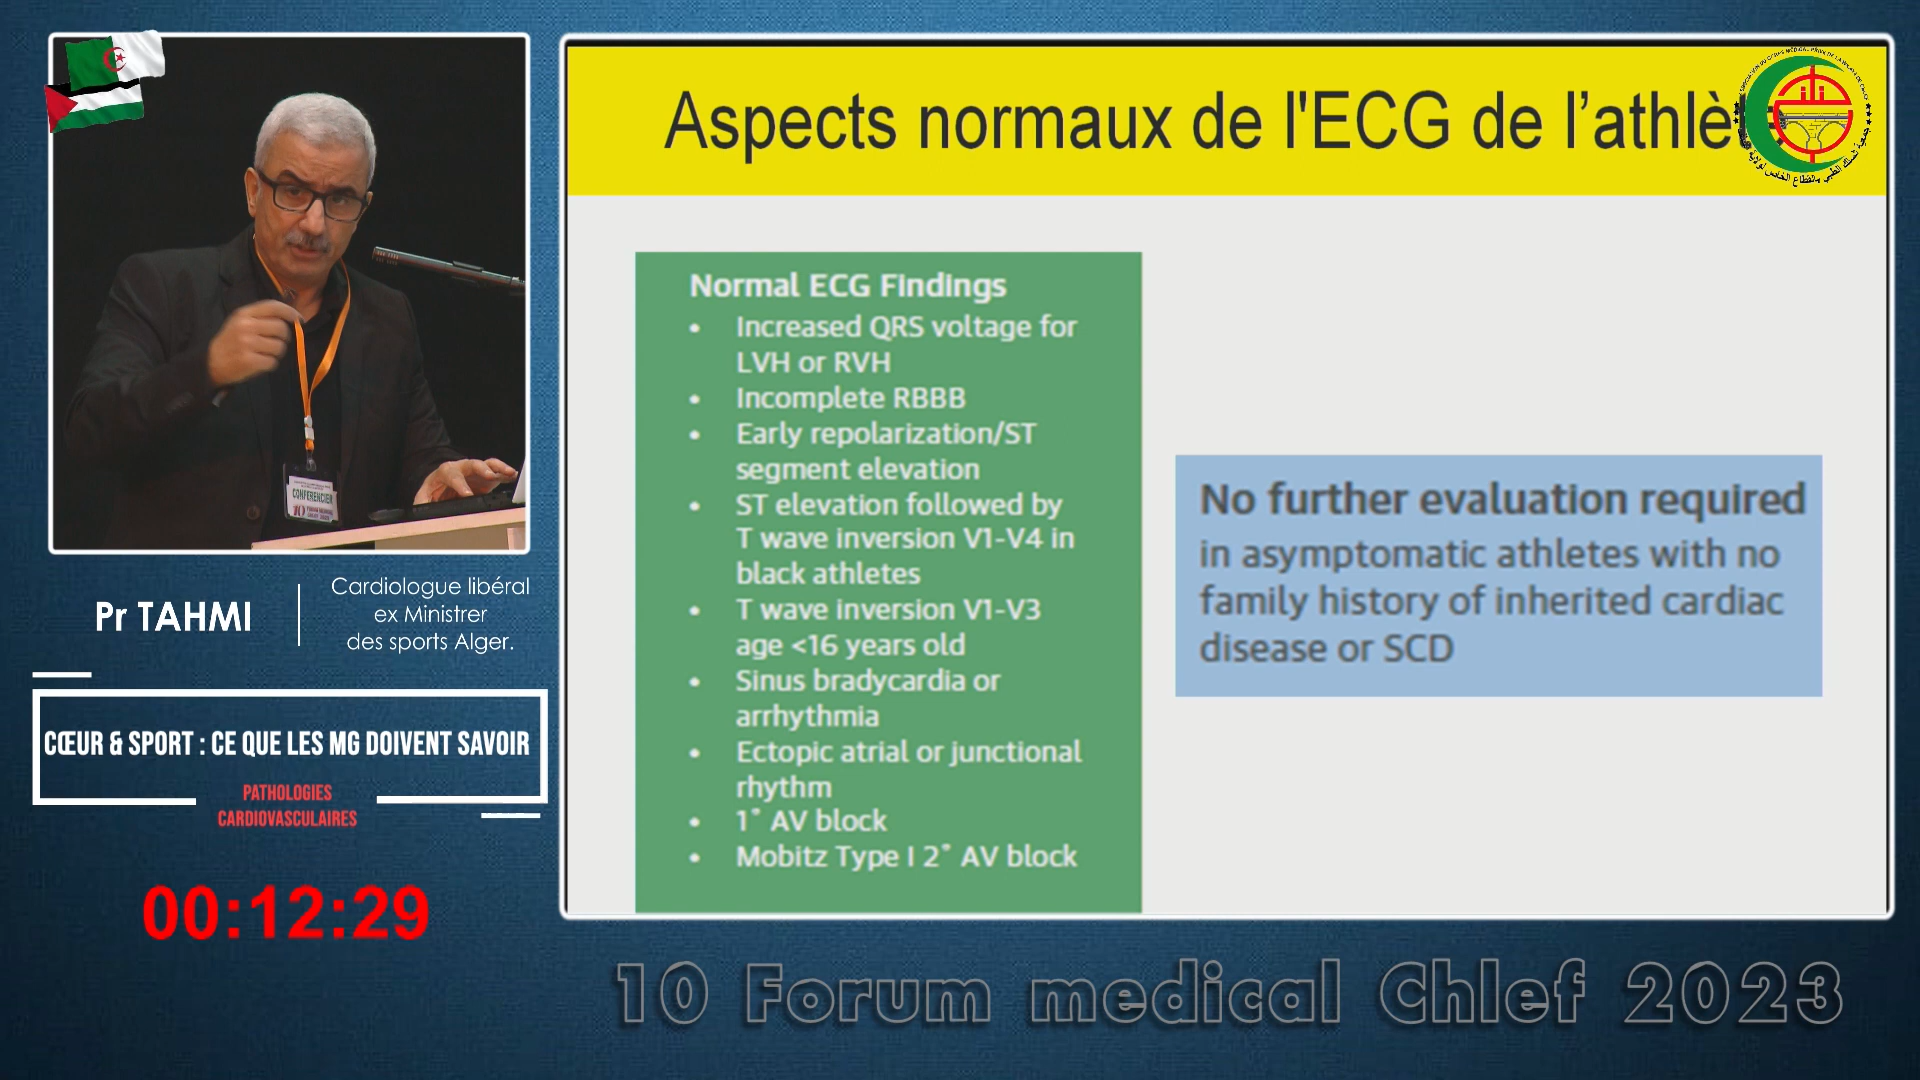 Aspects normaux de l'ECG de l’athlète
Normal ECG Findings
• Increased QRS voltage for
LVH or RVH
• Incomplete RBBB
• Early repolarization/ST
segment elevation
• ST elevation followed by
T wave inversion V1-V4 in
black athletes
• T wave inversion V1-V3
age <16 years old
• Sinus bradycardia or
arrhythmia
• Ectopic atrial or junctional
rhythm
• 1° AV block
• Mobitz Type I 2° AV block
No further evaluation required
in asymptomatic athletes with no
family history of inherited cardiac
disease or SCD
CONFERENCIER
Pr TAHMI
Cardiologue libéral
ex Ministrer
des sports Alger.
CŒUR & SPORT : CE QUE LES MG DOIVENT SAVOIR
PATHOLOGIES
CARDIOVASCULAIRES
00:12:29
10 Forum medical Chlef 2023